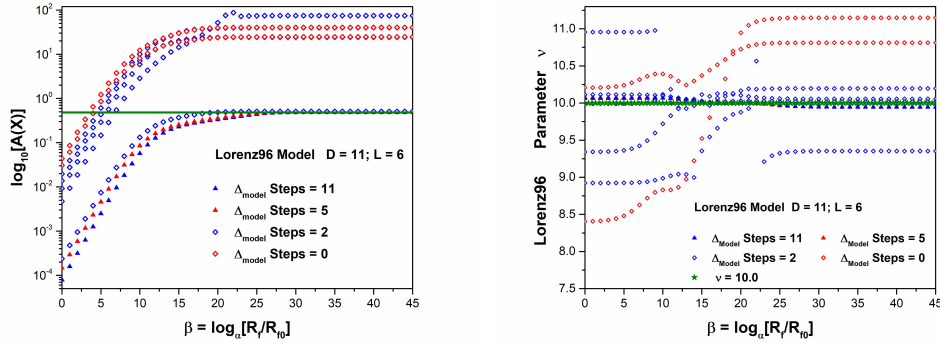 10²
10¹
10⁰
10⁻¹
10⁻²
10⁻³
10⁻⁴
log₁₀[A(X)]
Lorenz96 Model D = 11; L = 6
Δmodel Steps = 11
Δmodel Steps = 5
Δmodel Steps = 2
Δmodel Steps = 0
0 5 10 15 20 25 30 35 40 45
β = logα[Rf/Rf0]
11.0
10.5
10.0
9.5
9.0
8.5
8.0
7.5
Lorenz96 Parameter ν
Lorenz96 Model D = 11; L = 6
ΔModel Steps = 11 ΔModel Steps = 5
ΔModel Steps = 2 ΔModel Steps = 0
ν = 10.0
0 5 10 15 20 25 30 35 40 45
β = logα[Rf/Rf0]